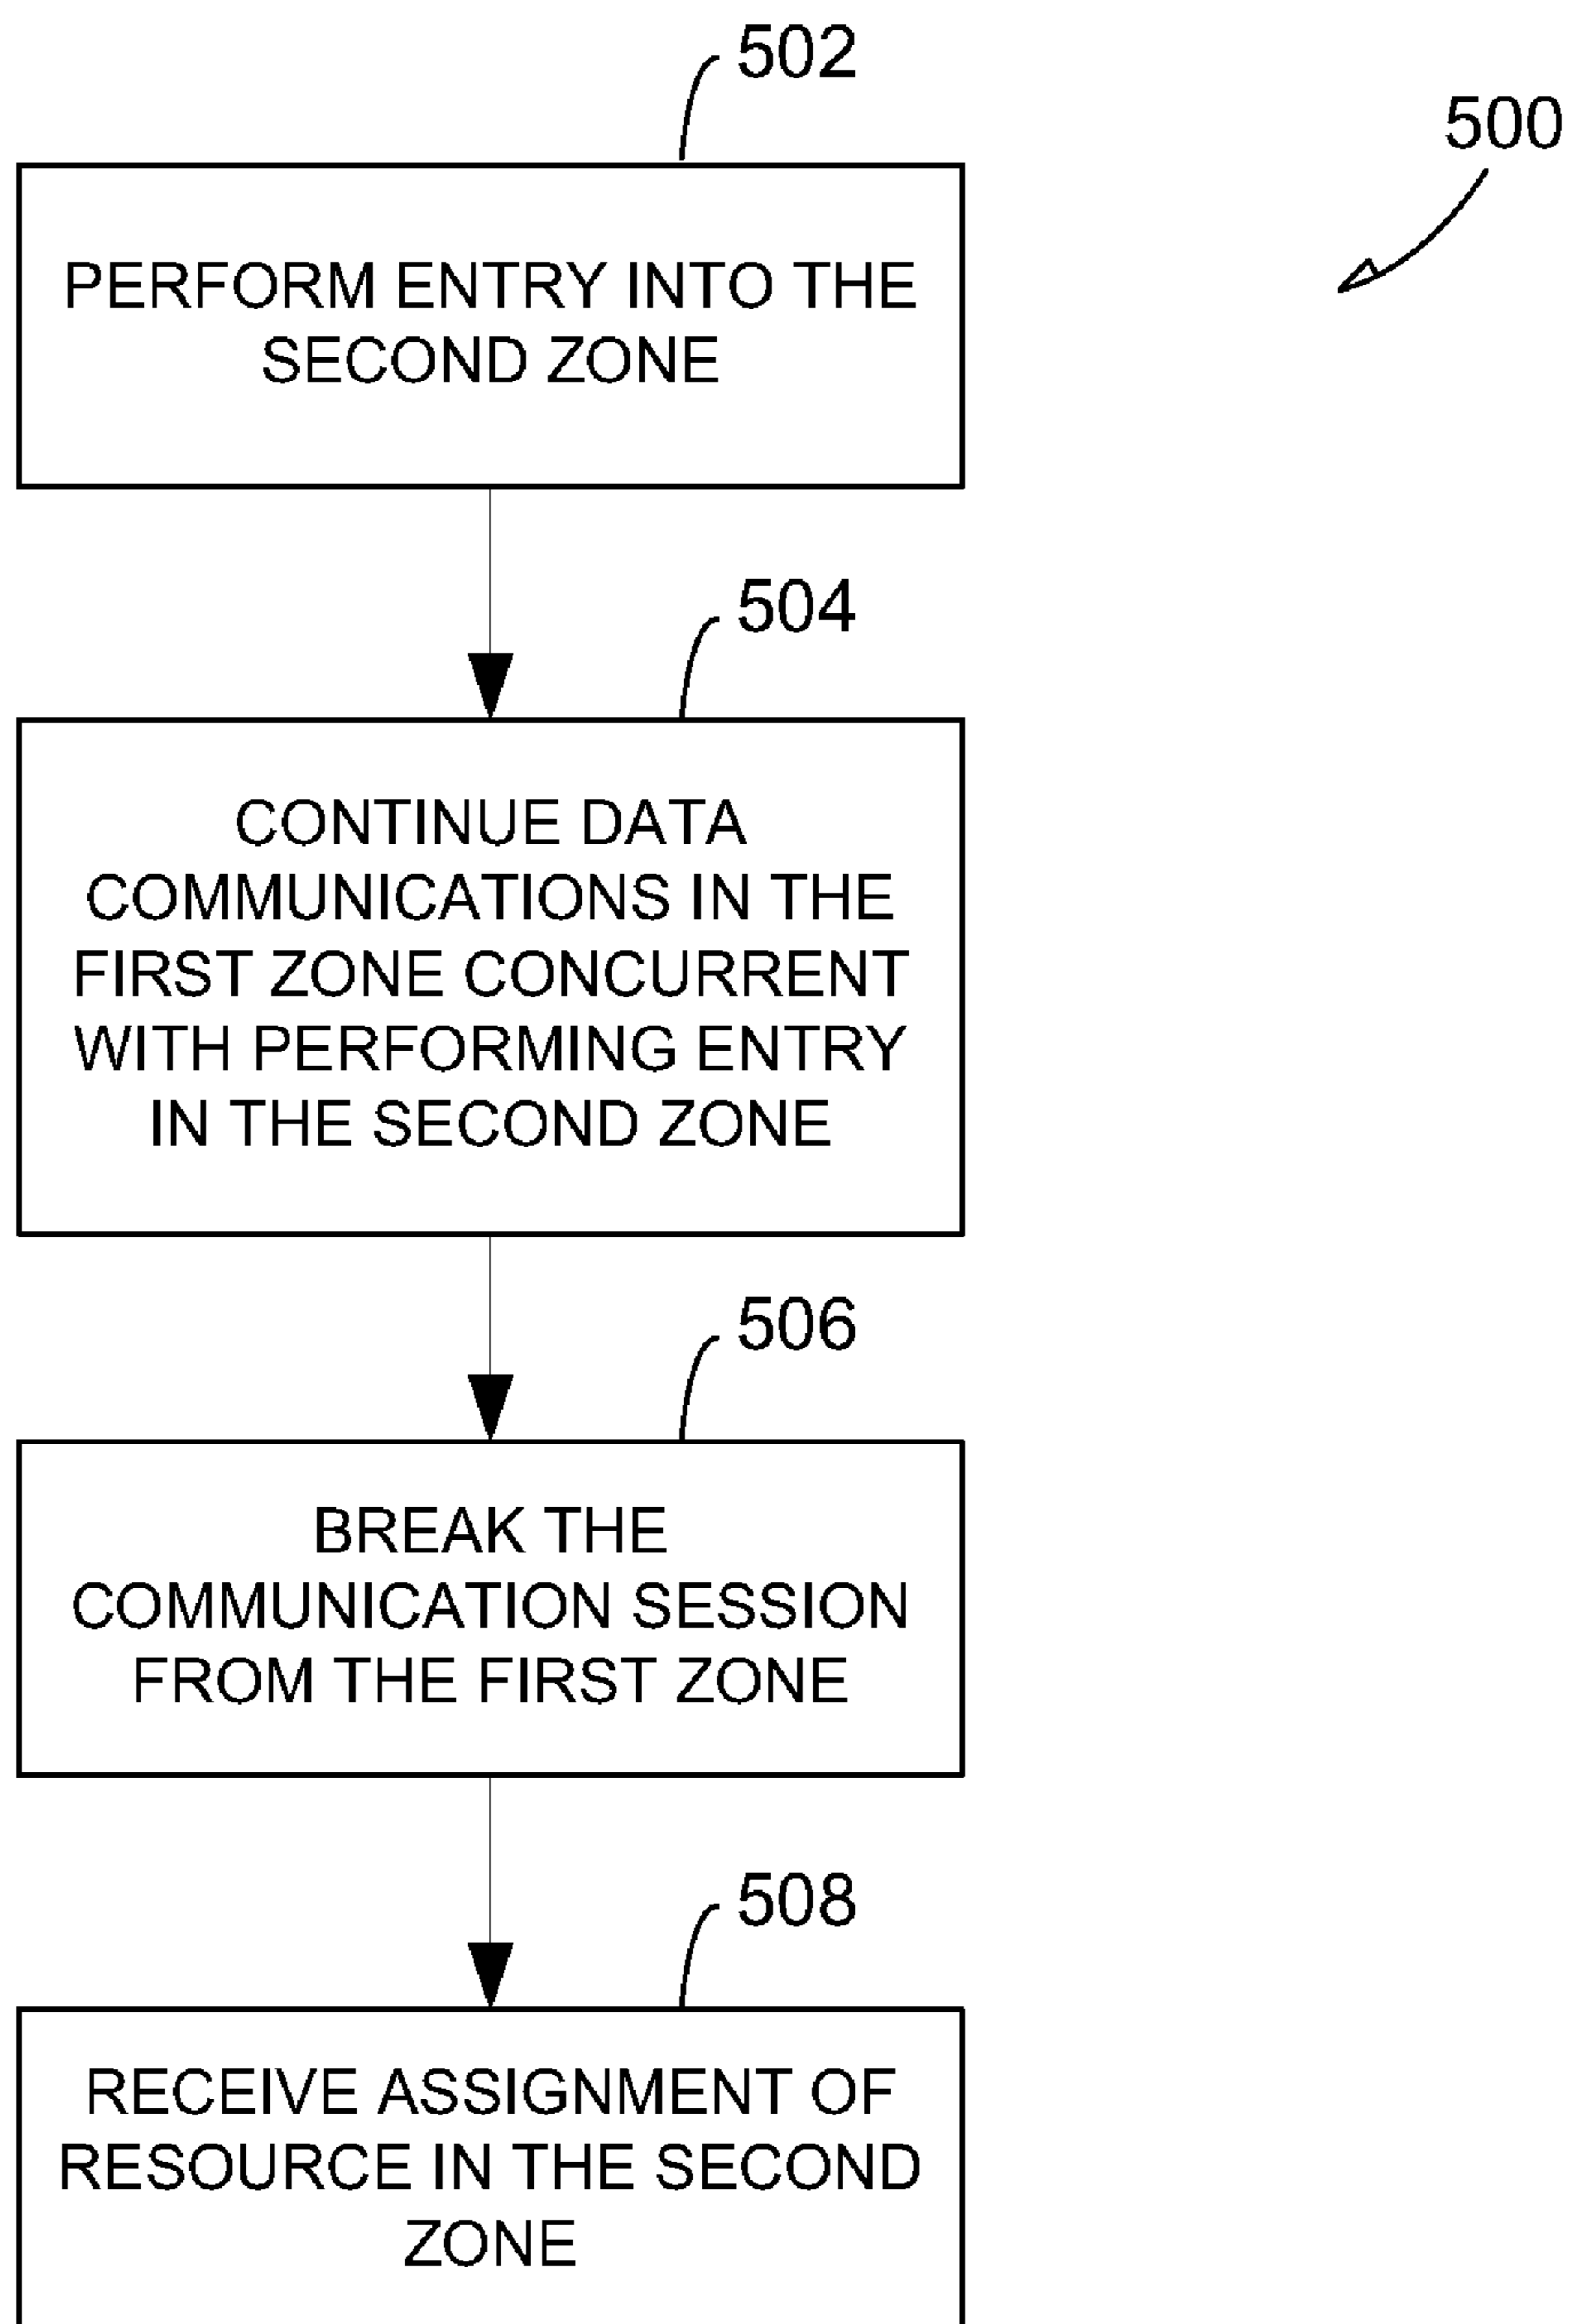 502
500
PERFORM ENTRY INTO THE
SECOND ZONE
504
CONTINUE DATA
COMMUNICATIONS IN THE
FIRST ZONE CONCURRENT
WITH PERFORMING ENTRY
IN THE SECOND ZONE
506
BREAK THE
COMMUNICATION SESSION
FROM THE FIRST ZONE
508
RECEIVE ASSIGNMENT OF
RESOURCE IN THE SECOND
ZONE